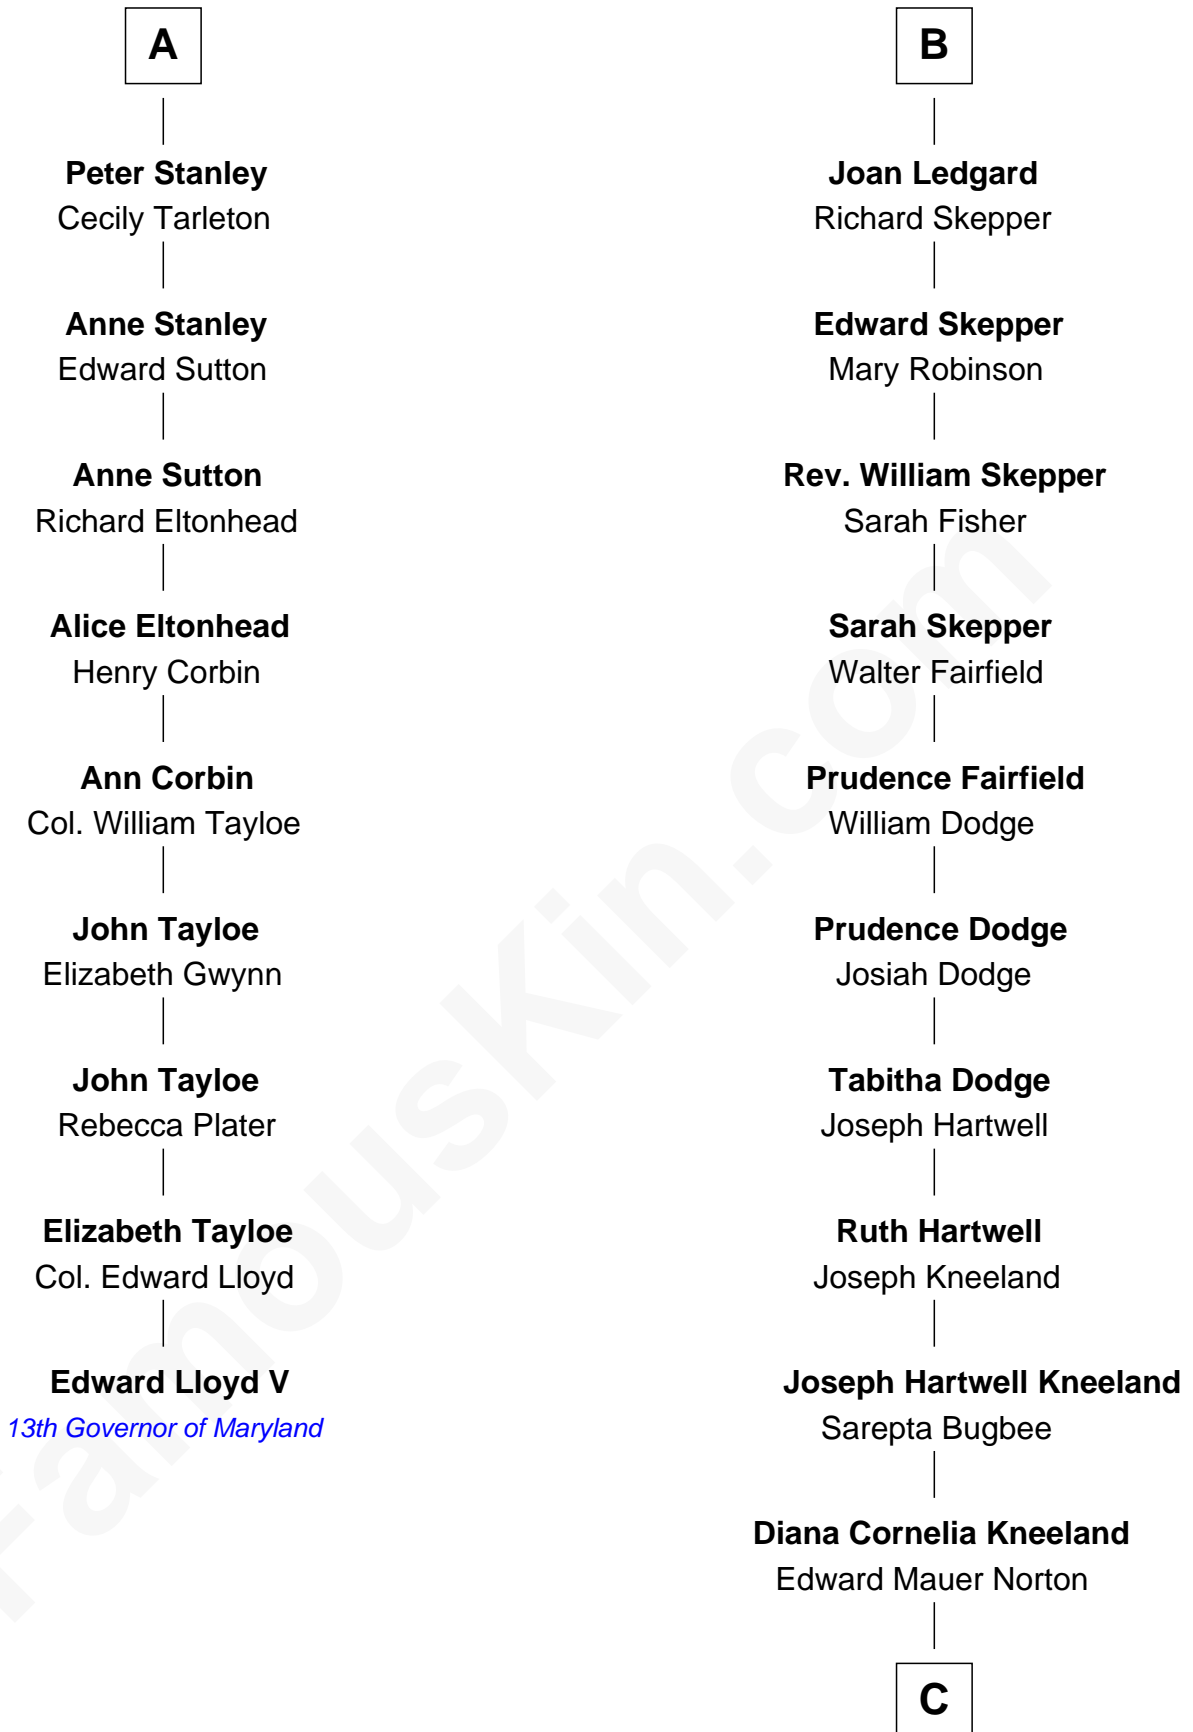 A
Peter Stanley
Cecily Tarleton
Anne Stanley
Edward Sutton
Anne Sutton
Richard Eltonhead
Alice Eltonhead
Henry Corbin
Ann Corbin
Col. William Tayloe
John Tayloe
Elizabeth Gwynn
John Tayloe
Rebecca Plater
Elizabeth Tayloe
Col. Edward Lloyd
Edward Lloyd V
13th Governor of Maryland
B
Joan Ledgard
Richard Skepper
Edward Skepper
Mary Robinson
Rev. William Skepper
Sarah Fisher
Sarah Skepper
Walter Fairfield
Prudence Fairfield
William Dodge
Prudence Dodge
Josiah Dodge
Tabitha Dodge
Joseph Hartwell
Ruth Hartwell
Joseph Kneeland
Joseph Hartwell Kneeland
Sarepta Bugbee
Diana Cornelia Kneeland
Edward Mauer Norton
C
FamousKin.com